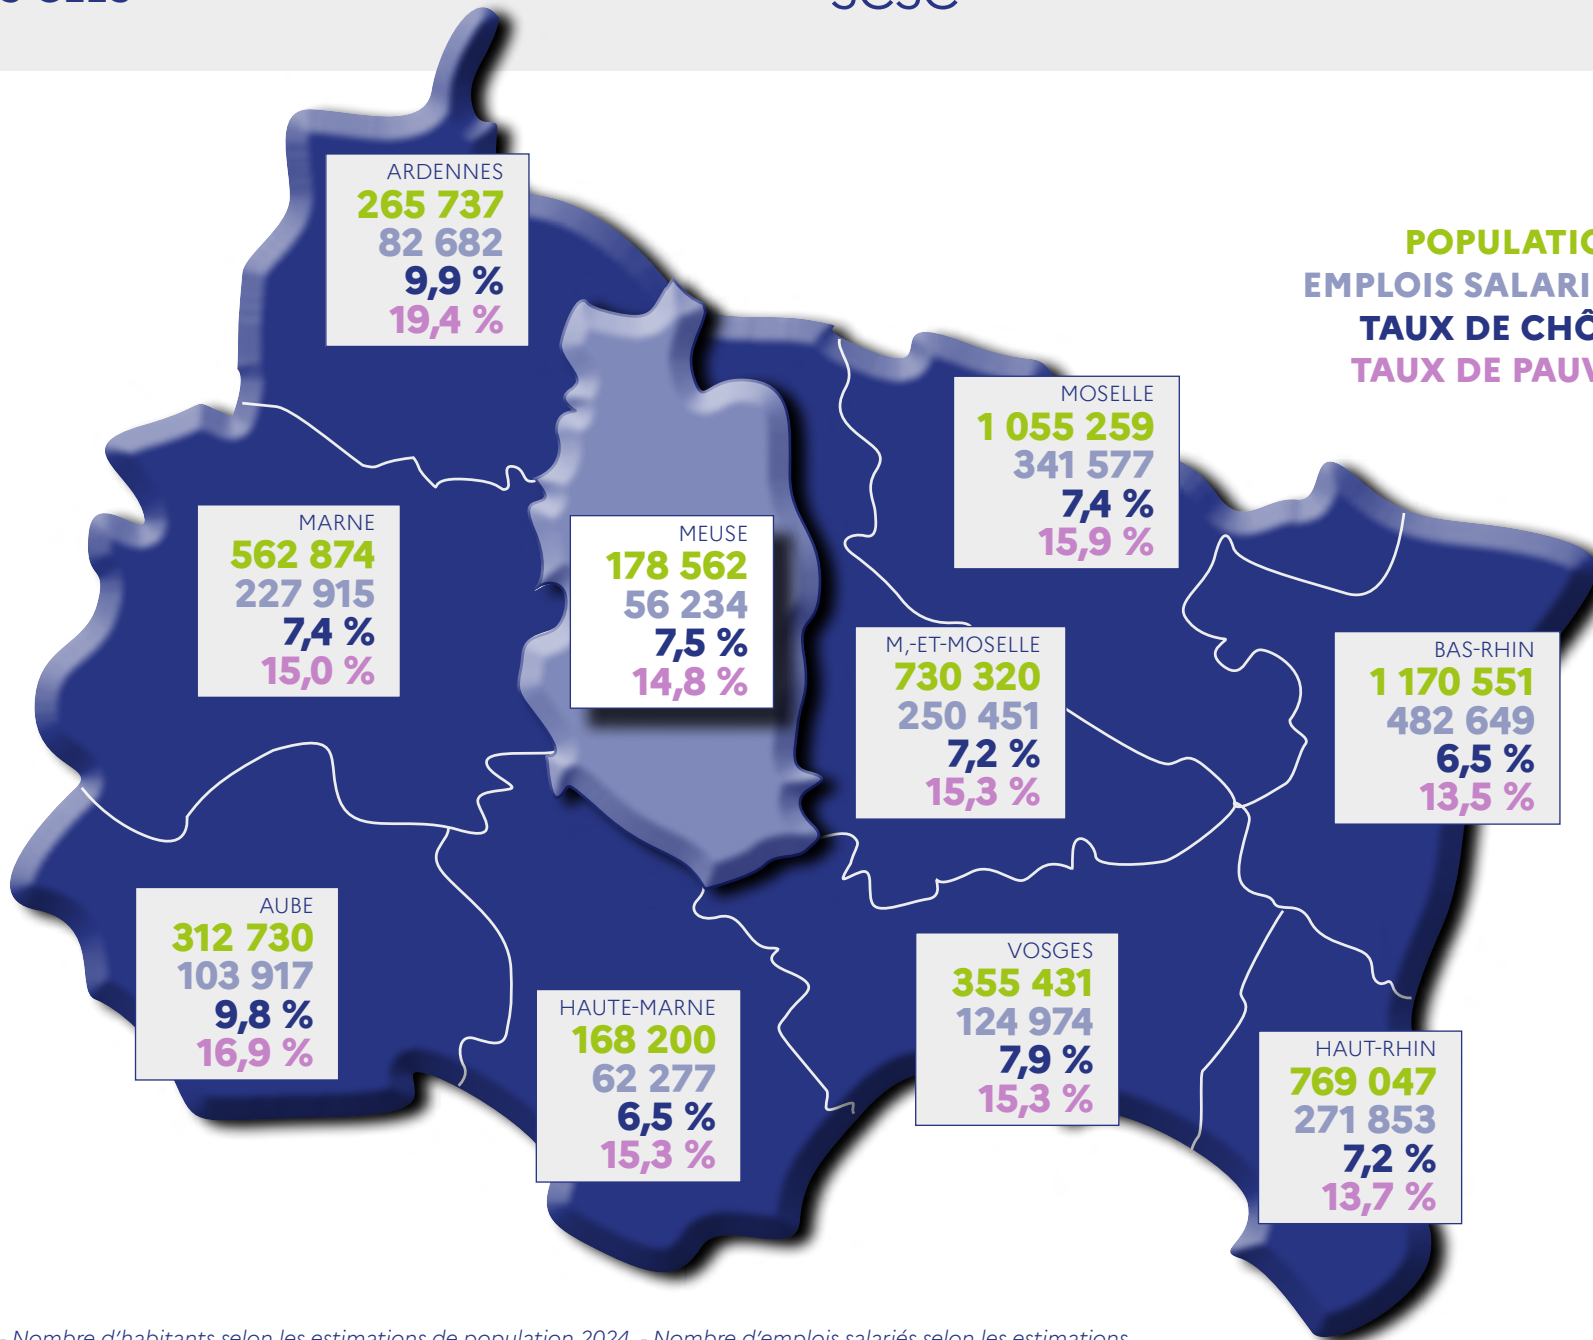 ARDENNES
265 737
82 682
9,9 %
19,4 %
POPULATIO
EMPLOIS SALARI
TAUX DE CHÔ
TAUX DE PAUV
MOSELLE
1 055 259
341 577
7,4 %
15,9 %
MARNE
562 874
227 915
7,4 %
15,0 %
MEUSE
178 562
56 234
7,5 %
14,8 %
M,-ET-MOSELLE
730 320
250 451
7,2 %
15,3 %
BAS-RHIN
1 170 551
482 649
6,5 %
13,5 %
AUBE
312 730
103 917
9,8 %
16,9 %
HAUTE-MARNE
168 200
62 277
6,5 %
15,3 %
VOSGES
355 431
124 974
7,9 %
15,3 %
HAUT-RHIN
769 047
271 853
7,2 %
13,7 %
- Nombre d'habitants selon les estimations de population 2024 - Nombre d'emplois salariés selon les estimations